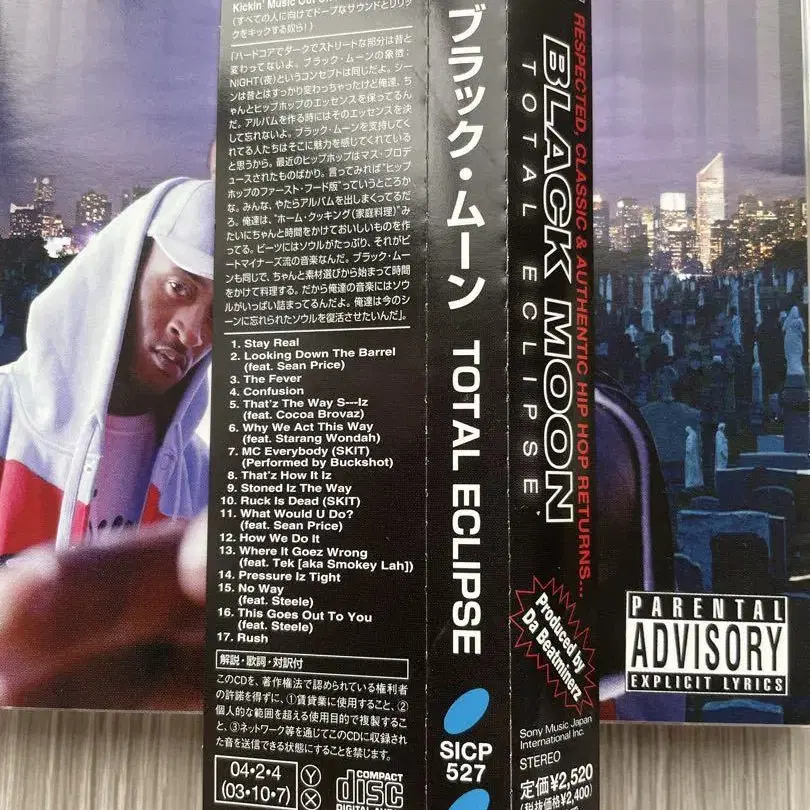 Kickin' Music Out
(すべての人に向けてドープなサウンドとリリッ
クをキックする奴ら!)
「ハードコアでダークでストリートな部分は昔と
変わってないよ。ブラック・ムーンの象徴:
NIGHT(夜)というコンセプトは同じだよ。シー
ンは昔とはすっかり変わっちゃったけど俺達、ち
ゃんとヒップホップのエッセンスを保ってるん
だ。アルバムを作る時にはそのエッセンスを決
して忘れないよ。ブラック・ムーンを支持してく
れてる人たちはそこに魅力を感じてくれている
と思うから。最近のヒップホップはマス・プロデ
ュースされたものばかり。言ってみれば"ヒップ
ホップのファースト・フード版"っていうところか
な。みんな、やたらアルバムを出しまくってるだ
ろ。俺達は、"ホーム・クッキング(家庭料理)"み
たいにちゃんと時間をかけておいしいものを作
ってる。ビーツにはソウルがたっぷり、それがビ
ートマイナーズ流の音楽なんだ。ブラック・ムー
ンも同じで、ちゃんと素材選びから始まって時間
をかけて料理する。だから俺達の音楽にはソウ
ルがいっぱい詰まってるんだよ。俺達は今のシ
ーンに忘れられたソウルを復活させたいんだ」。
1. Stay Real
2. Looking Down The Barrel
(feat. Sean Price)
3. The Fever
4. Confusion
5. That'z The Way S---Iz
(feat. Cocoa Brovaz)
6. Why We Act This Way
(feat. Starang Wondah)
7. MC Everybody (SKIT)
(Performed by Buckshot)
8. That'z How It Iz
9. Stoned Iz The Way
10. Ruck Is Dead (SKIT)
11. What Would U Do?
(feat. Sean Price)
12. How We Do It
13. Where It Goez Wrong
(feat. Tek [aka Smokey Lah])
14. Pressure Iz Tight
15. No Way
(feat. Steele)
16. This Goes Out To You
(feat. Steele)
17. Rush
解説・歌詞・対訳付
このCDを、著作権法で認められている権利者
の許諾を得ずに、①賃貸業に使用すること、②
個人的な範囲を超える使用目的で複製するこ
と、③ネットワーク等を通じてこのCDに収録され
た音を送信できる状態にすることを禁じます。
04・2・4
(03・10・7)
Y
X
COMPACT
disc
DIGITAL AUDIO
ブラック・ムーン TOTAL ECLIPSE
SICP
527
RESPECTED, CLASSIC & AUTHENTIC HIP HOP RETURNS...
BLACK MOON
TOTAL ECLIPSE
Produced by
Da Beatminerz
Sony Music Japan
International Inc.
STEREO
定価¥2,520
(税抜価格¥2,400)
PARENTAL
ADVISORY
EXPLICIT LYRICS